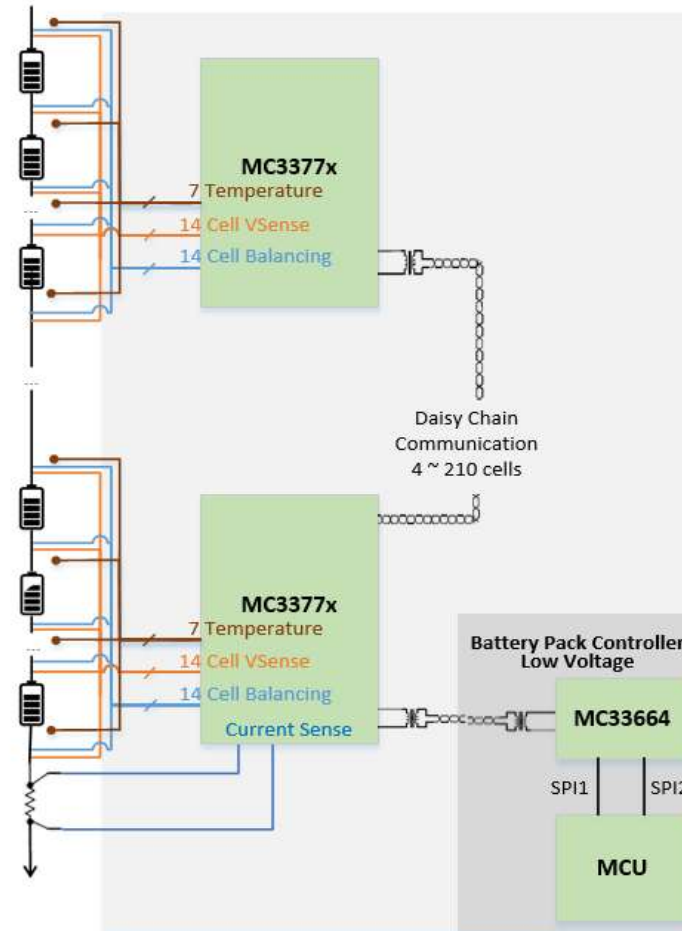 MC3377x
7 Temperature
14 Cell VSense
14 Cell Balancing
Daisy Chain
Communication
4 ~ 210 cells
MC3377x
7 Temperature
14 Cell VSense
14 Cell Balancing
Current Sense
Battery Pack Controller
Low Voltage
MC33664
SPI1
SPI2
MCU